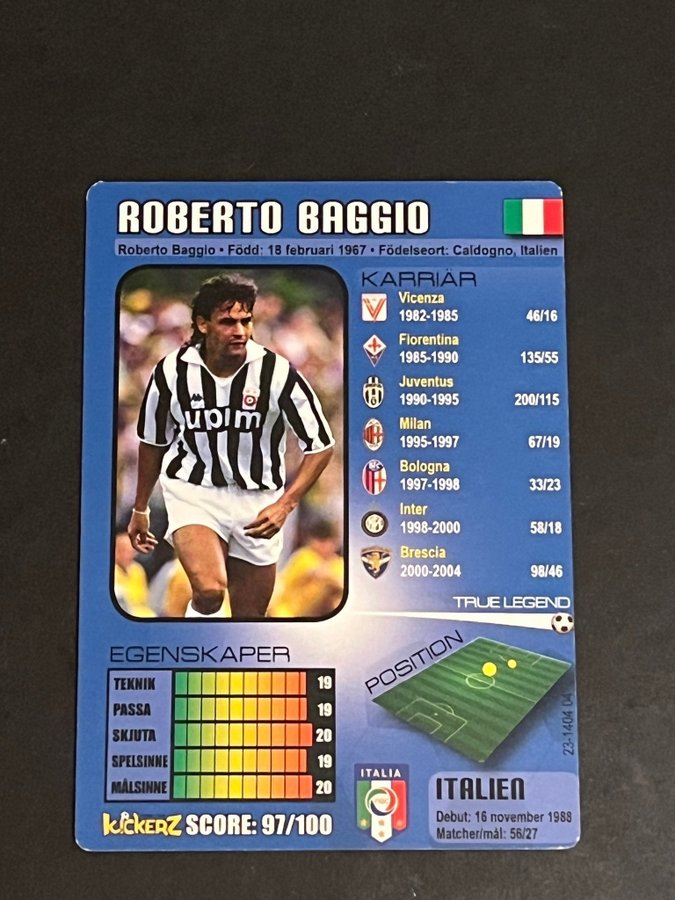 ROBERTO BAGGIO
Roberto Baggio • Född: 18 februari 1967 • Födelseort: Caldogno, Italien
upim
KARRIÄR
Vicenza
1982-1985 46/16
Fiorentina
1985-1990 135/55
Juventus
1990-1995 200/115
Milan
1995-1997 67/19
Bologna
1997-1998 33/23
Inter
1998-2000 58/18
Brescia
2000-2004 98/46
TRUE LEGEND
EGENSKAPER
TEKNIK 19
PASSA 19
SKJUTA 20
SPELSINNE 19
MÅLSINNE 20
KickerZ SCORE: 97/100
POSITION
23-1404 04
ITALIA
ITALIEN
Debut: 16 november 1988
Matcher/mål: 56/27